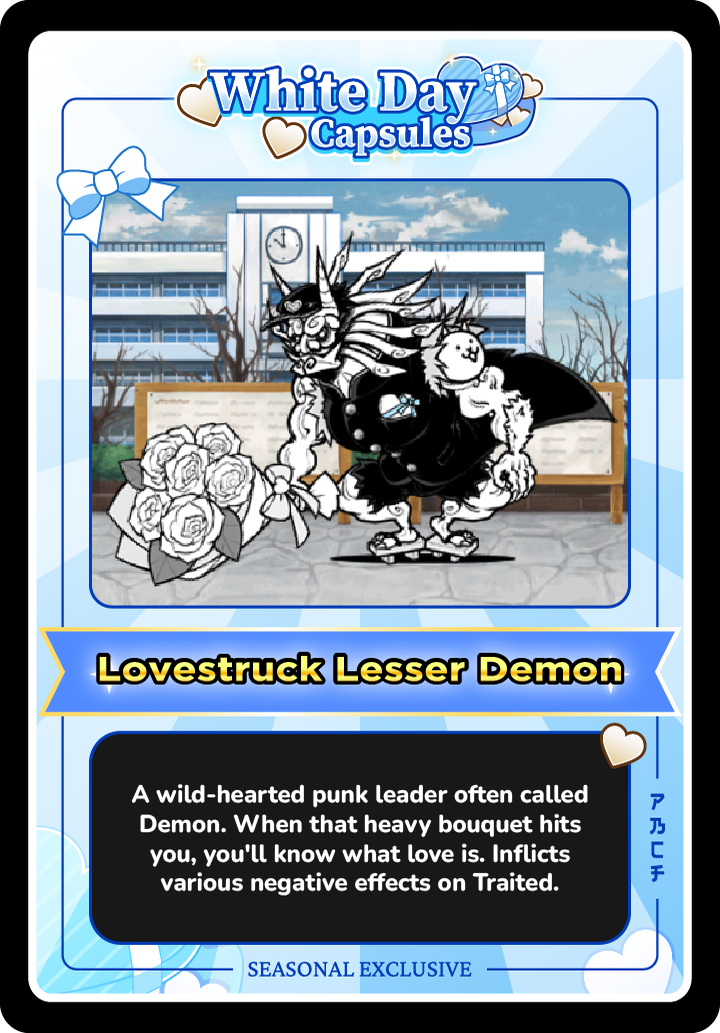 White Day
Capsules
Lovestruck Lesser Demon
A wild-hearted punk leader often called
Demon. When that heavy bouquet hits
you, you'll know what love is. Inflicts
various negative effects on Traited.
SEASONAL EXCLUSIVE